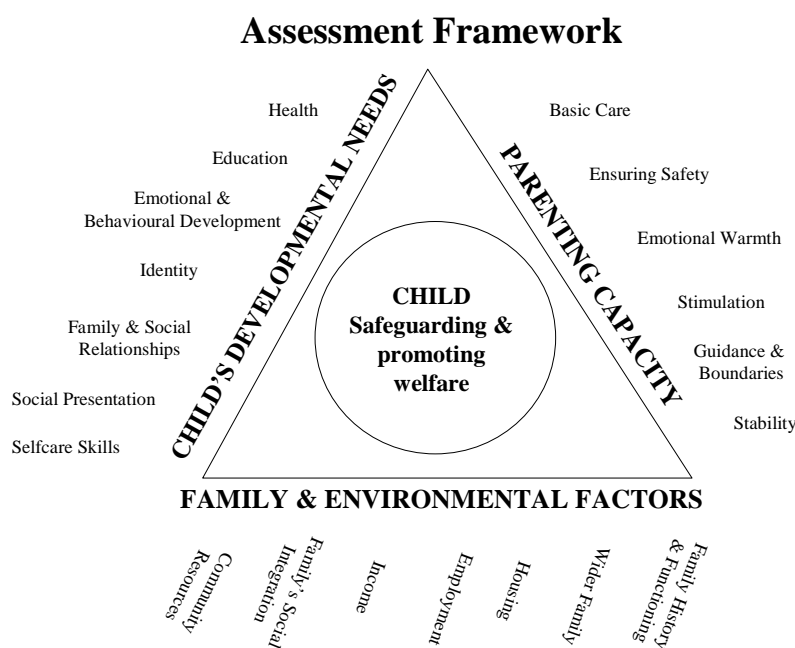 Assessment Framework
Health
Education
Emotional &
Behavioural Development
Identity
Family & Social
Relationships
Social Presentation
Selfcare Skills
CHILD'S DEVELOPMENTAL NEEDS
CHILD
Safeguarding &
promoting
welfare
PARENTING CAPACITY
Basic Care
Ensuring Safety
Emotional Warmth
Stimulation
Guidance &
Boundaries
Stability
FAMILY & ENVIRONMENTAL FACTORS
Community
Resources
Family's Social
Integration
Income
Employment
Housing
Wider Family
Family History
& Functioning